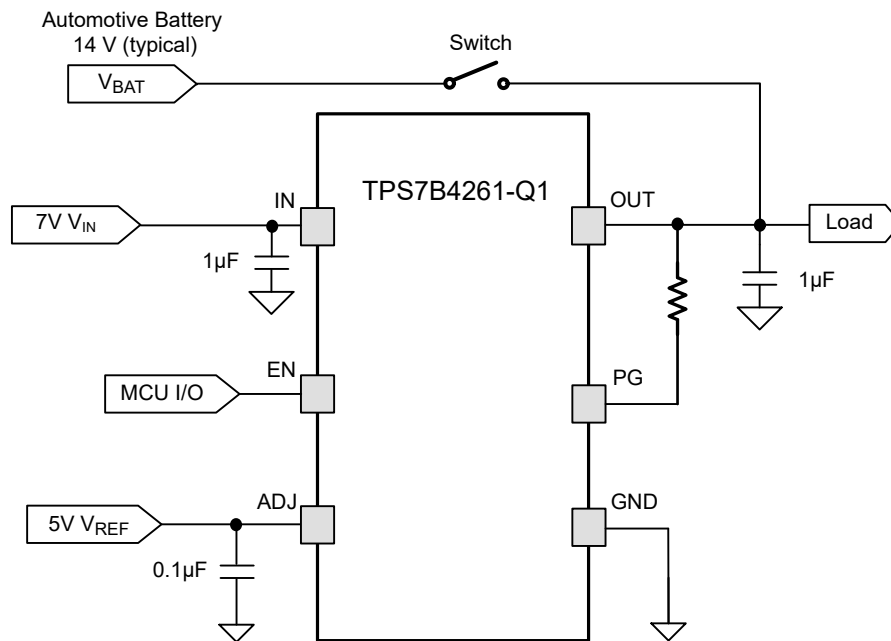 Automotive Battery
14 V (typical)
Switch
VBAT
TPS7B4261-Q1
IN
OUT
7V VIN
Load
1µF
1µF
EN
PG
MCU I/O
ADJ
GND
5V VREF
0.1µF